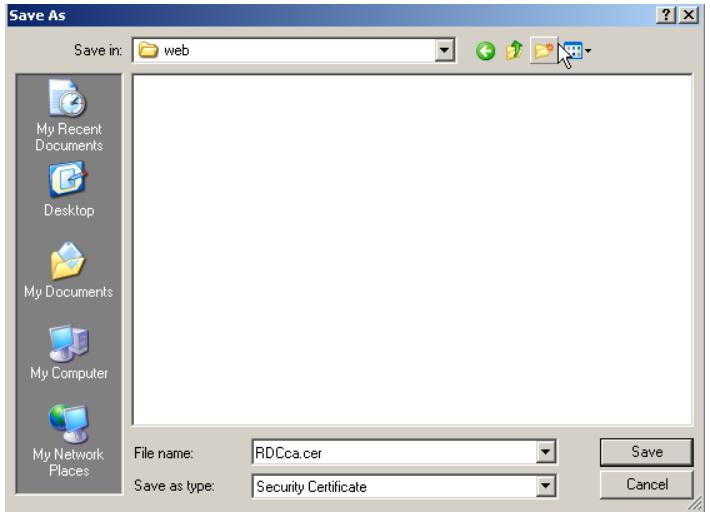 Save As
Save in:
web
My Recent
Documents
Desktop
My Documents
My Computer
My Network
Places
File name:
RDCca.cer
Save
Save as type:
Security Certificate
Cancel